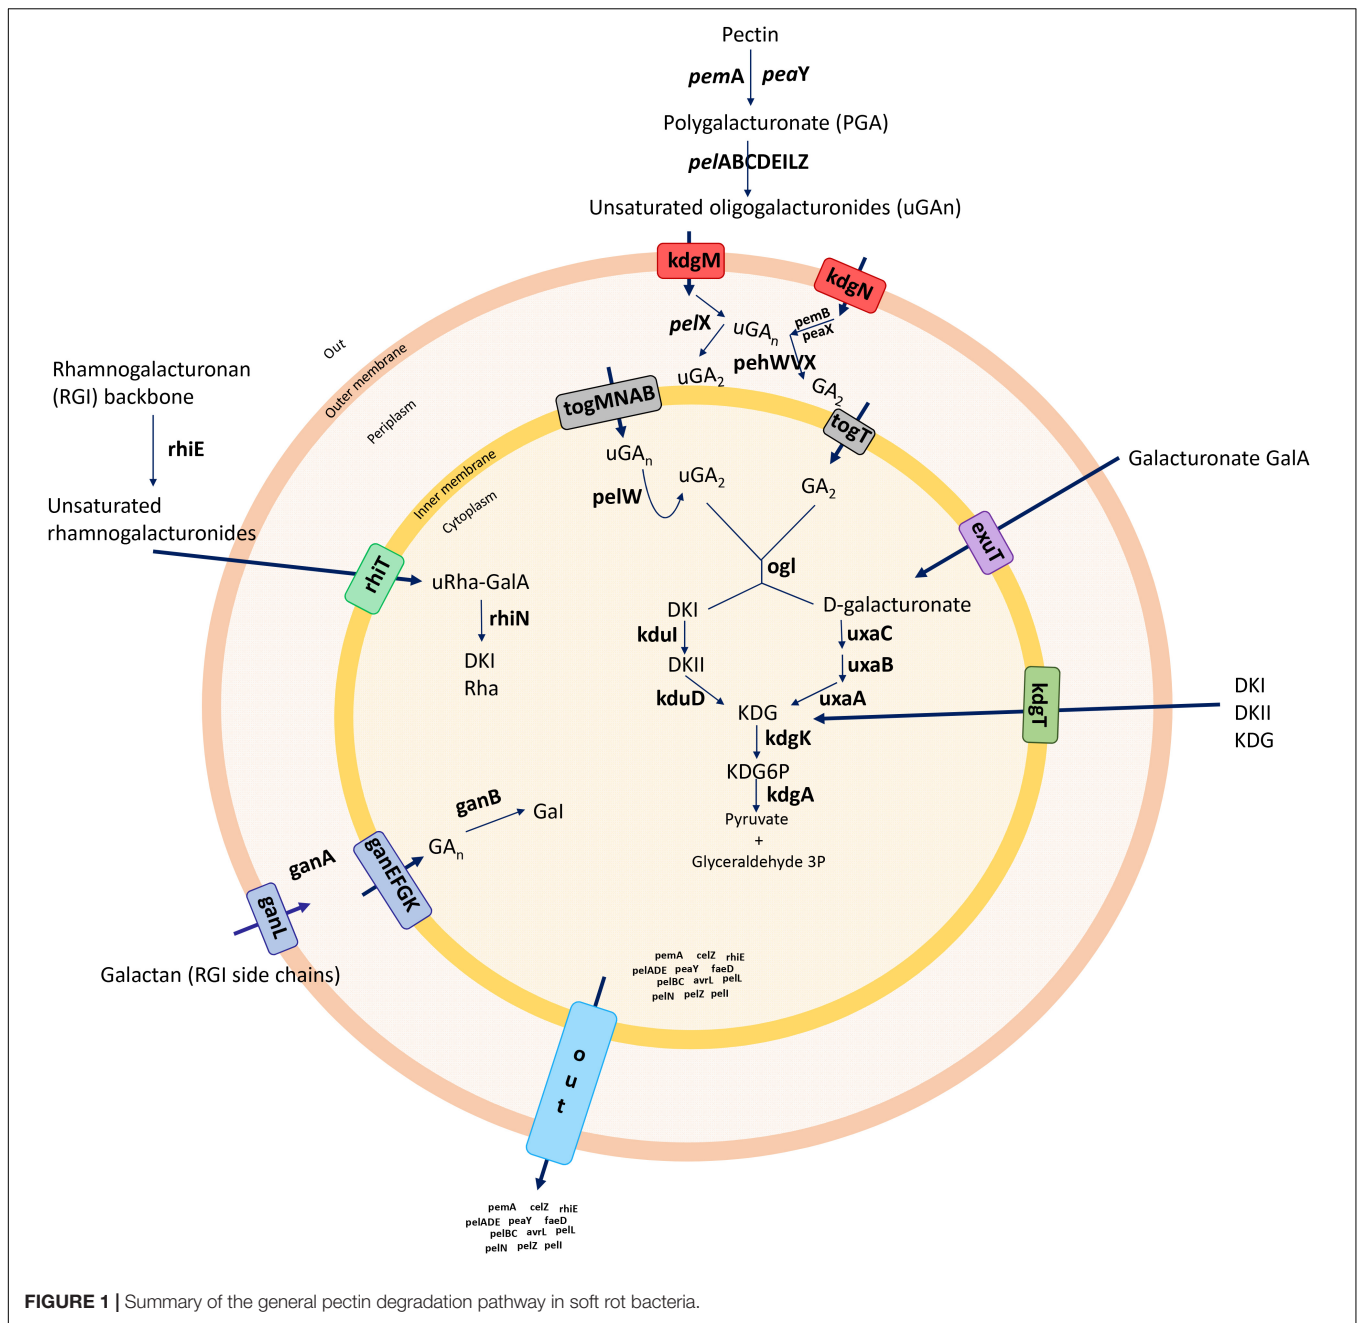 Pectin
pemA peaY
Polygalacturonate (PGA)
pelABCDEILZ
Unsaturated oligogalacturonides (uGAn)
kdgM
kdgN
pelX
uGAn
pemB
peaX
pehWVX
uGA2
GA2
Out
Outer membrane
Periplasm
Inner membrane
Cytoplasm
Rhamnogalacturonan
(RGI) backbone
rhiE
Unsaturated
rhamnogalacturonides
togMNAB
togT
uGAn
pelW
uGA2
GA2
Galacturonate GalA
exuT
rhiT
uRha-GalA
rhiN
DKI
Rha
ogl
DKI
D-galacturonate
kduI
uxaC
DKII
uxaB
kduD
uxaA
KDG
kdgK
KDG6P
kdgA
Pyruvate
+
Glyceraldehyde 3P
kdgT
DKI
DKII
KDG
ganB
Gal
GAn
ganEFGK
ganA
ganL
Galactan (RGI side chains)
pemA celZ rhiE
pelADE peaY faeD
pelBC avrL pelL
pelN pelZ pelI
o
u
t
pemA celZ rhiE
pelADE peaY faeD
pelBC avrL pelL
pelN pelZ pelI
FIGURE 1 | Summary of the general pectin degradation pathway in soft rot bacteria.